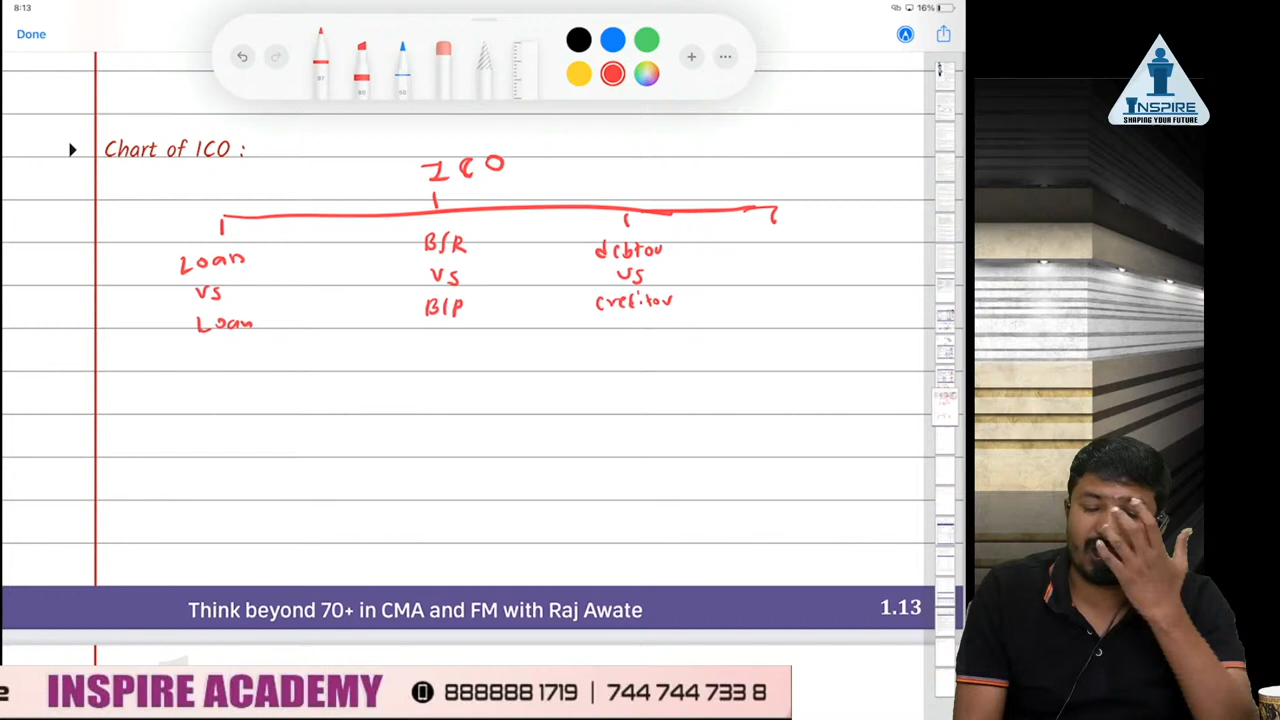 8:13
16%
Done
INSPIRE
SHAPING YOUR FUTURE
Chart of ICO :
ICO
Loan
vs
Loan
B/R
vs
B/P
debtor
vs
creditor
Think beyond 70+ in CMA and FM with Raj Awate
1.13
e
INSPIRE ACADEMY
888888 1719 | 744 744 733 8